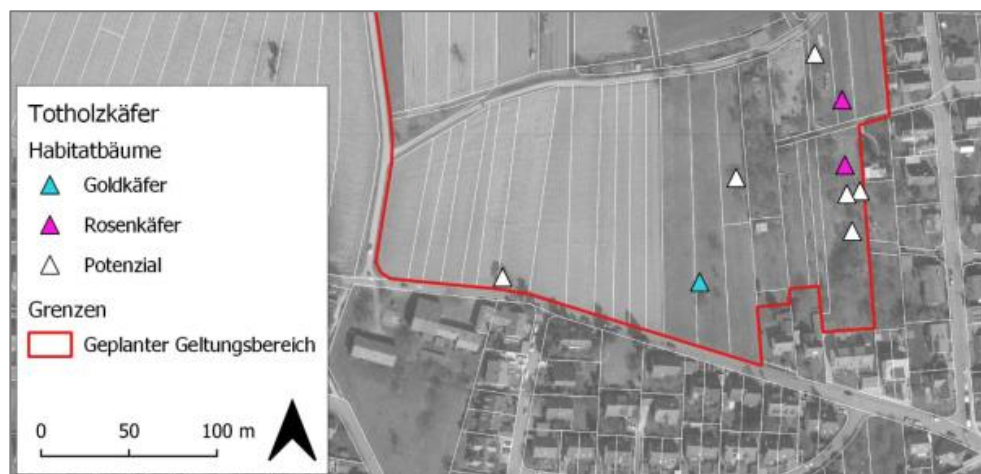 Totholzkäfer
Habitatbäume
Goldkäfer
Rosenkäfer
Potenzial
Grenzen
Geplanter Geltungsbereich
0 50 100 m